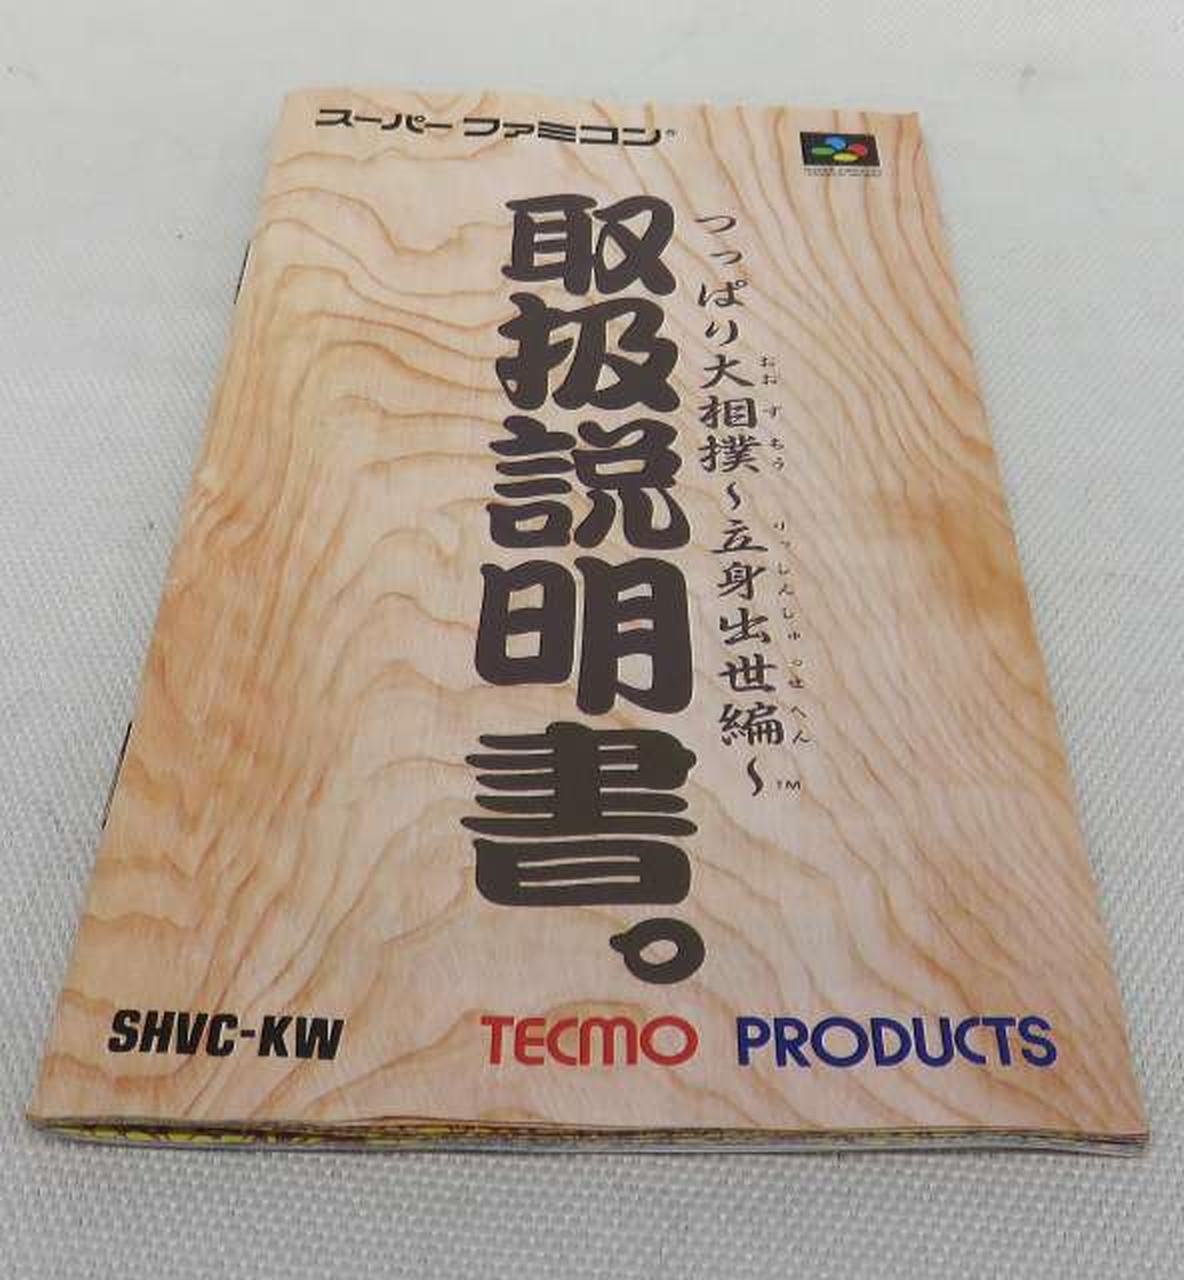 スーパーファミコン®
つっぱり大相撲～立身出世編～™
おおずもう
りっしんしゅっせへん
取扱説明書。
SHVC-KW
TECMO PRODUCTS